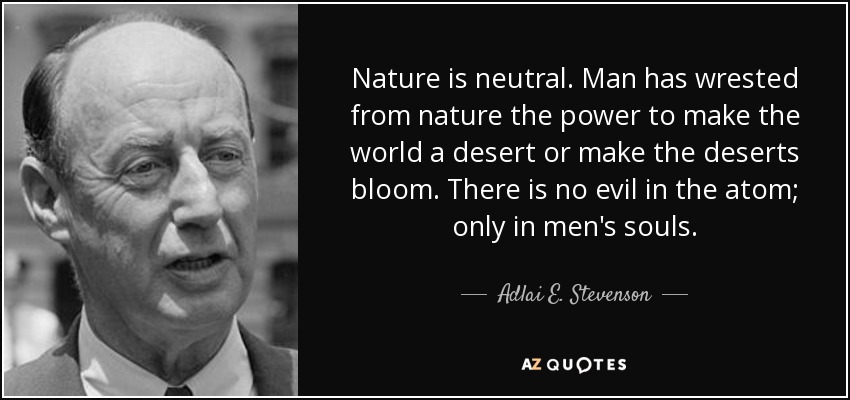 Nature is neutral. Man has wrested
from nature the power to make the
world a desert or make the deserts
bloom. There is no evil in the atom;
only in men's souls.
Adlai E. Stevenson
AZ QUOTES